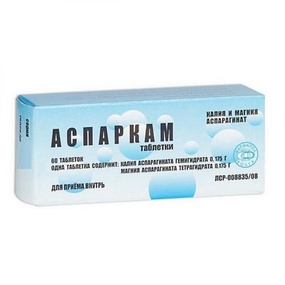 КАЛИЯ И МАГНИЯ
АСПАРАГИНАТ
АСПАРКАМ
таблетки
60 ТАБЛЕТОК
ОДНА ТАБЛЕТКА СОДЕРЖИТ: КАЛИЯ АСПАРАГИНАТА ГЕМИГИДРАТА 0,175 Г
МАГНИЯ АСПАРАГИНАТА ТЕТРАГИДРАТА 0,175 Г
ДЛЯ ПРИЁМА ВНУТРЬ
ЛСР-008835/08